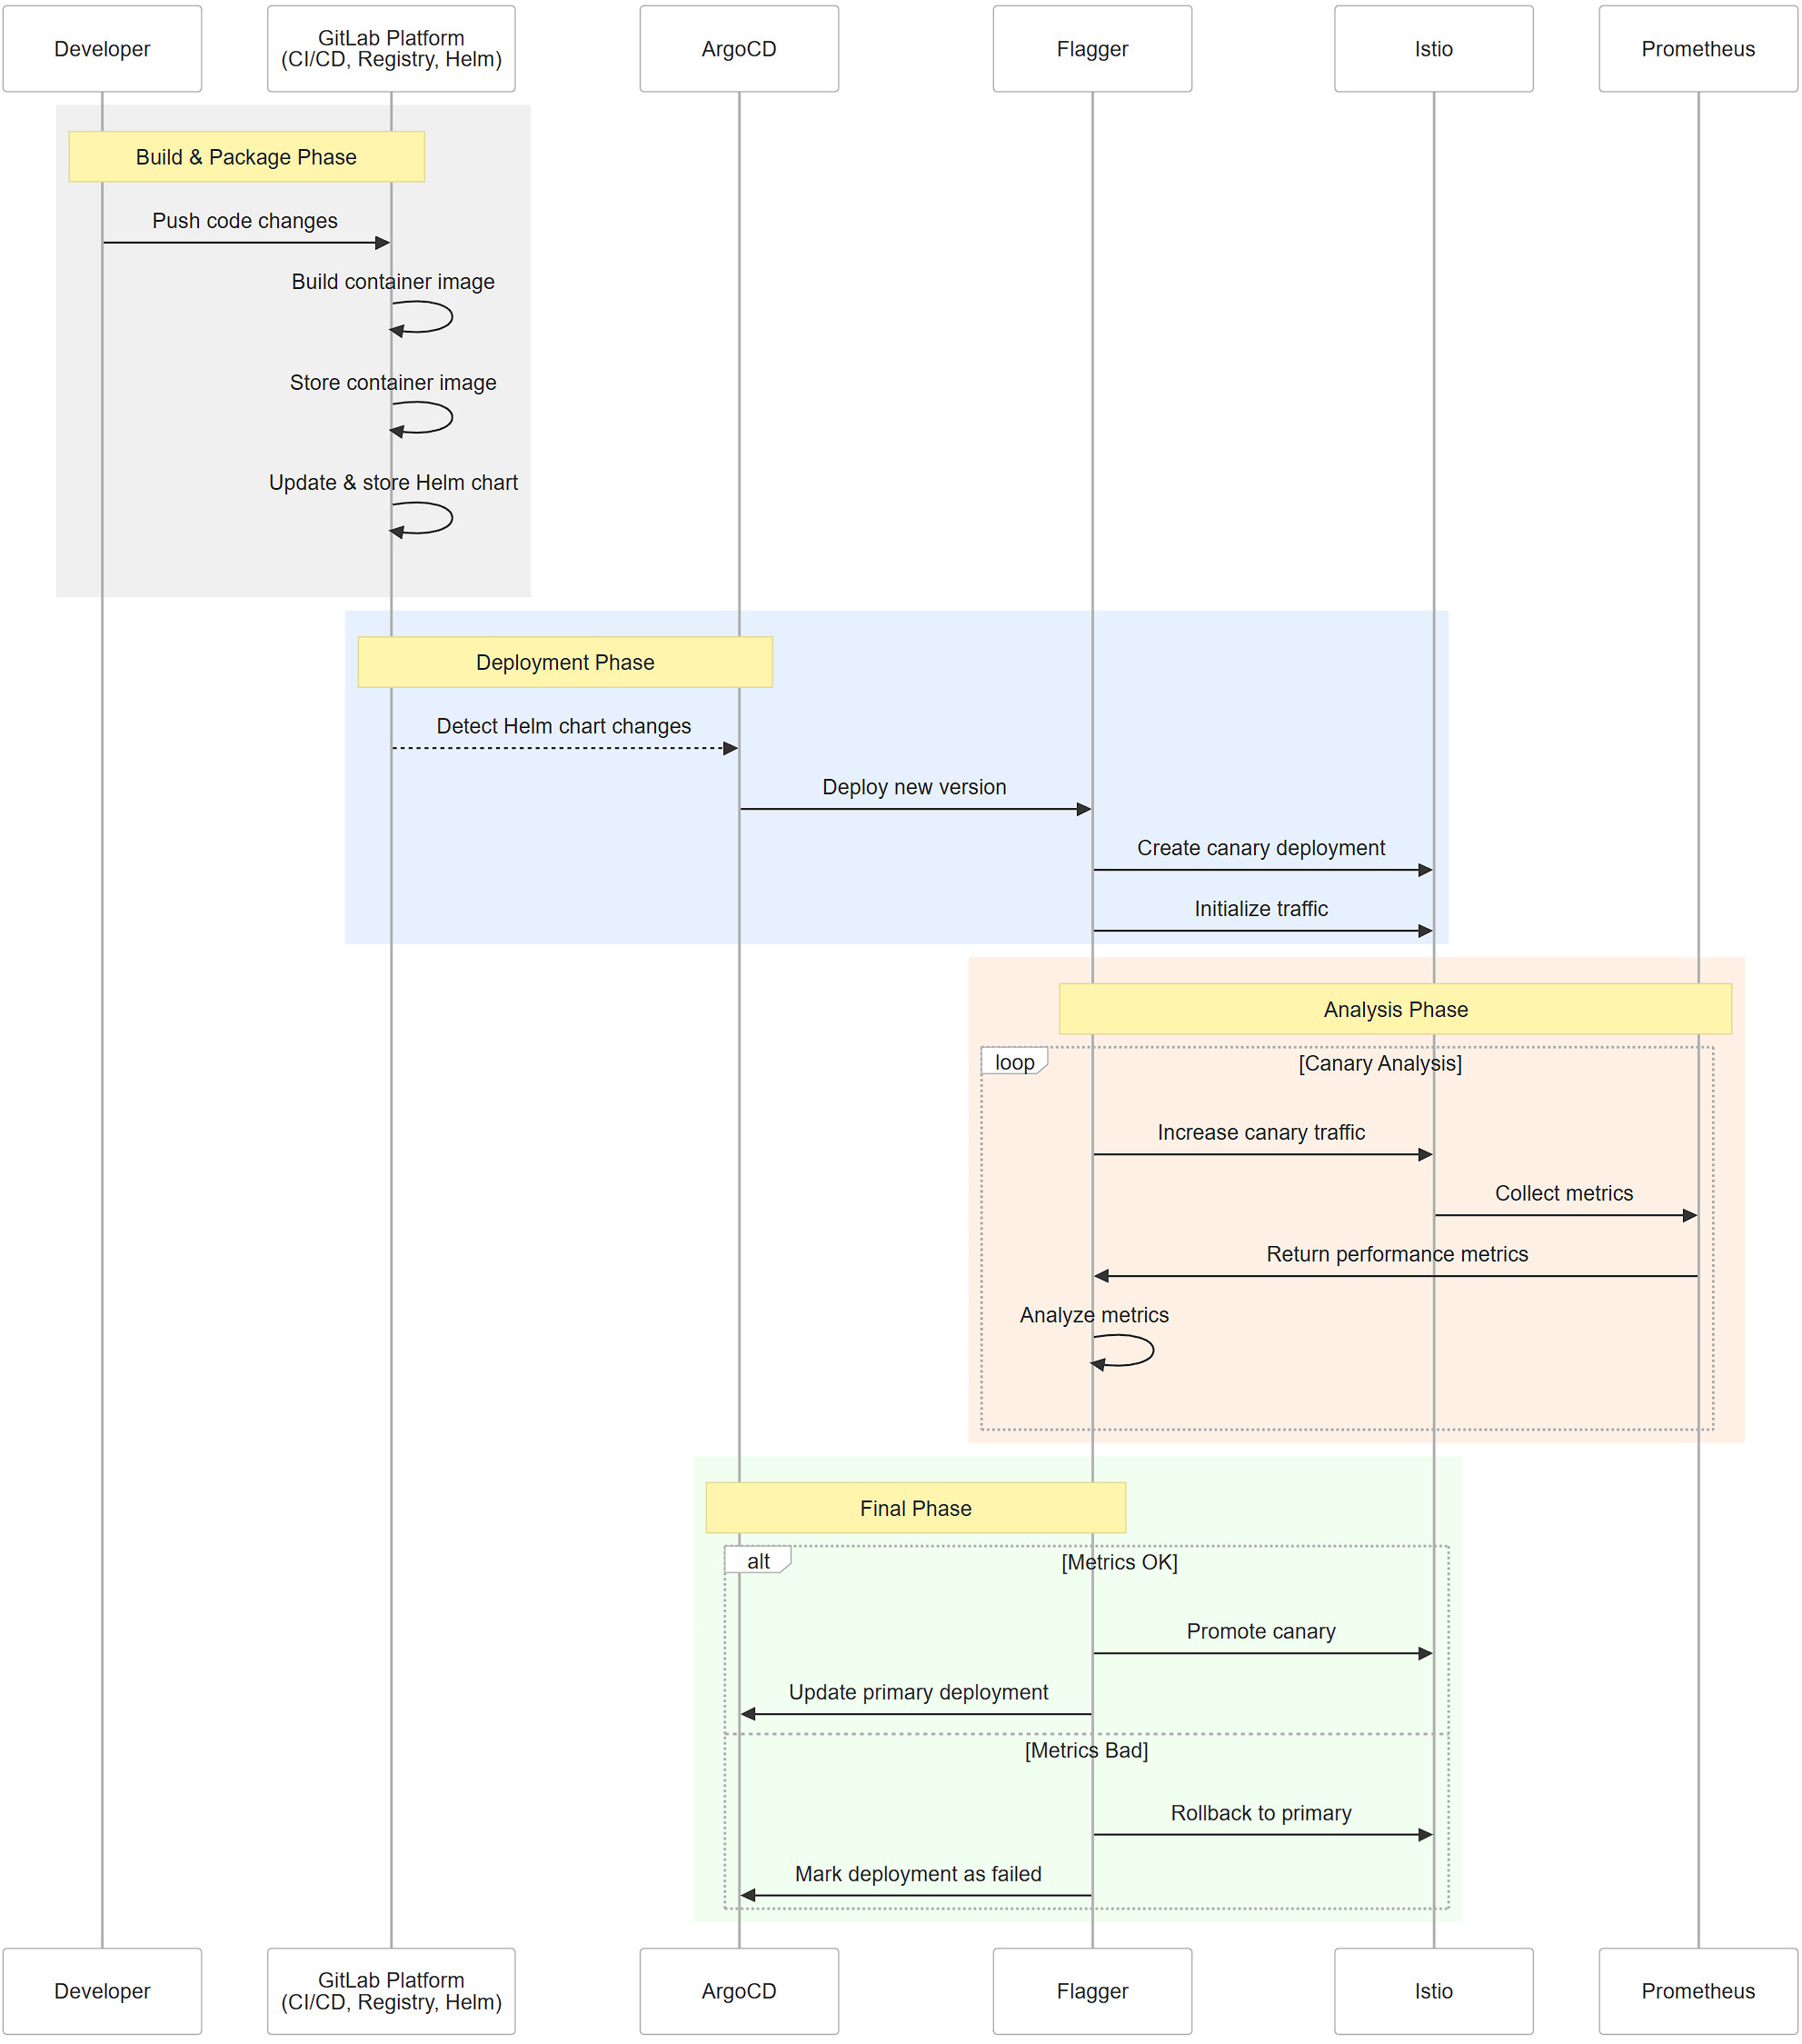 Developer
GitLab Platform
(CI/CD, Registry, Helm)
ArgoCD
Flagger
Istio
Prometheus
Build & Package Phase
Push code changes
Build container image
Store container image
Update & store Helm chart
Deployment Phase
Detect Helm chart changes
Deploy new version
Create canary deployment
Initialize traffic
Analysis Phase
loop
[Canary Analysis]
Increase canary traffic
Collect metrics
Return performance metrics
Analyze metrics
Final Phase
alt
[Metrics OK]
Promote canary
Update primary deployment
[Metrics Bad]
Rollback to primary
Mark deployment as failed
Developer
GitLab Platform
(CI/CD, Registry, Helm)
ArgoCD
Flagger
Istio
Prometheus